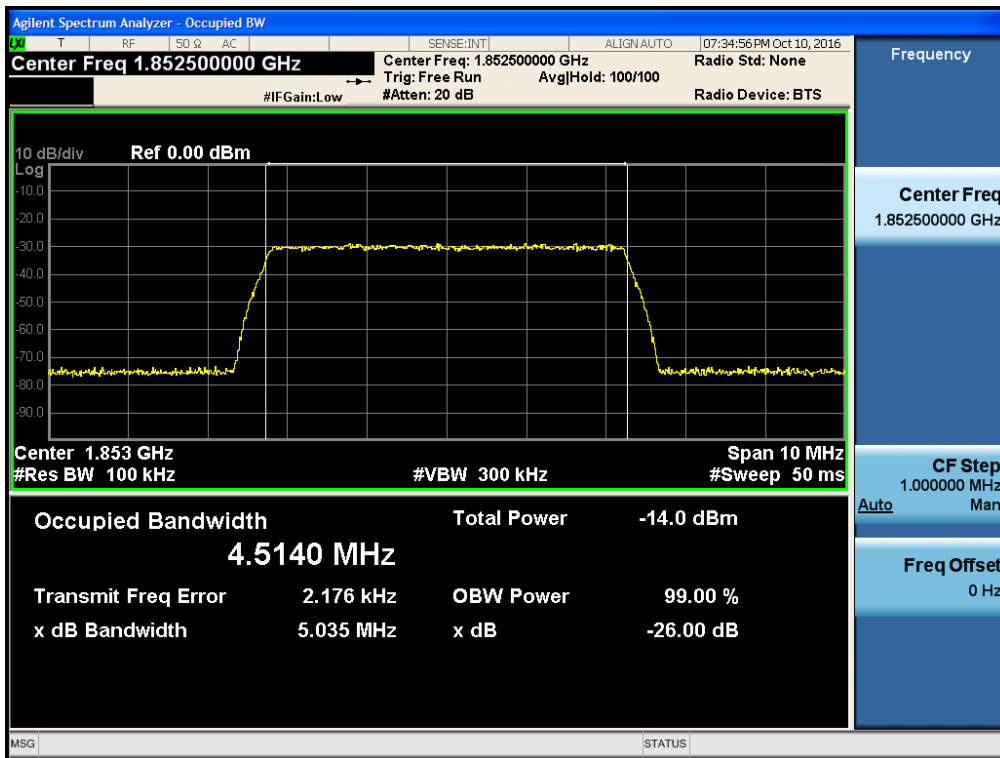 Agilent Spectrum Analyzer - Occupied BW
LXI T RF 50 Ω AC SENSE:INT ALIGNAUTO 07:34:56PM Oct 10, 2016
Center Freq 1.852500000 GHz
Center Freq: 1.852500000 GHz
Radio Std: None
Trig: Free Run Avg|Hold: 100/100
#IFGain:Low
#Atten: 20 dB
Radio Device: BTS
10 dB/div Ref 0.00 dBm
Log
-10.0
-20.0
-30.0
-40.0
-50.0
-60.0
-70.0
-80.0
-90.0
Center 1.853 GHz Span 10 MHz
#Res BW 100 kHz #VBW 300 kHz #Sweep 50 ms
Occupied Bandwidth Total Power -14.0 dBm
4.5140 MHz
Transmit Freq Error 2.176 kHz OBW Power 99.00 %
x dB Bandwidth 5.035 MHz x dB -26.00 dB
MSG STATUS
Frequency
Center Freq
1.852500000 GHz
CF Step
1.000000 MHz
Auto Man
Freq Offset
0 Hz